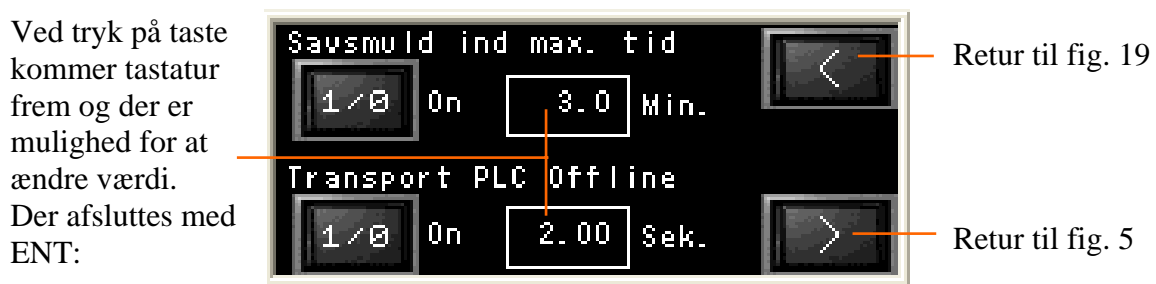 Ved tryk på taste
kommer tastatur
frem og der er
mulighed for at
ændre værdi.
Der afsluttes med
ENT:
Savsmuld ind max. tid
1/0 On 3.0 Min.
<
Transport PLC Offline
1/0 On 2.00 Sek.
>
Retur til fig. 19
Retur til fig. 5